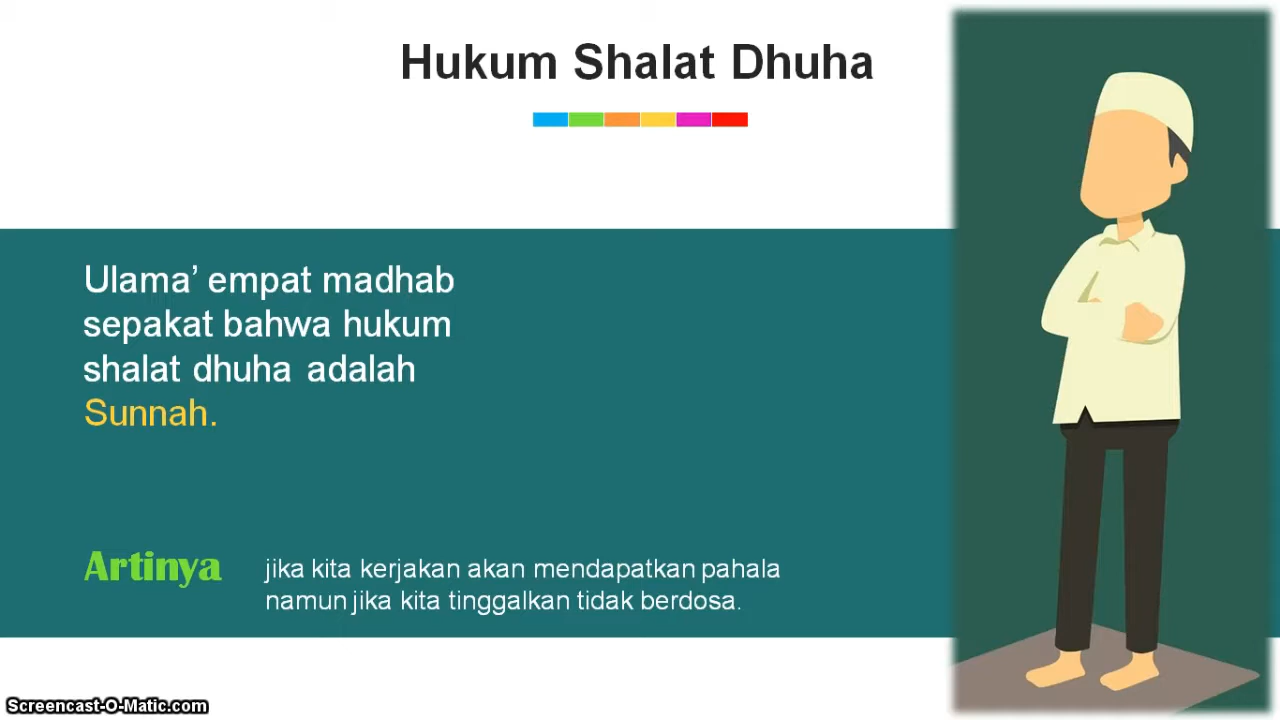 Hukum Shalat Dhuha
Ulama’ empat madhab
sepakat bahwa hukum
shalat dhuha adalah
Sunnah.
Artinya
jika kita kerjakan akan mendapatkan pahala
namun jika kita tinggalkan tidak berdosa.
Screencast-O-Matic.com